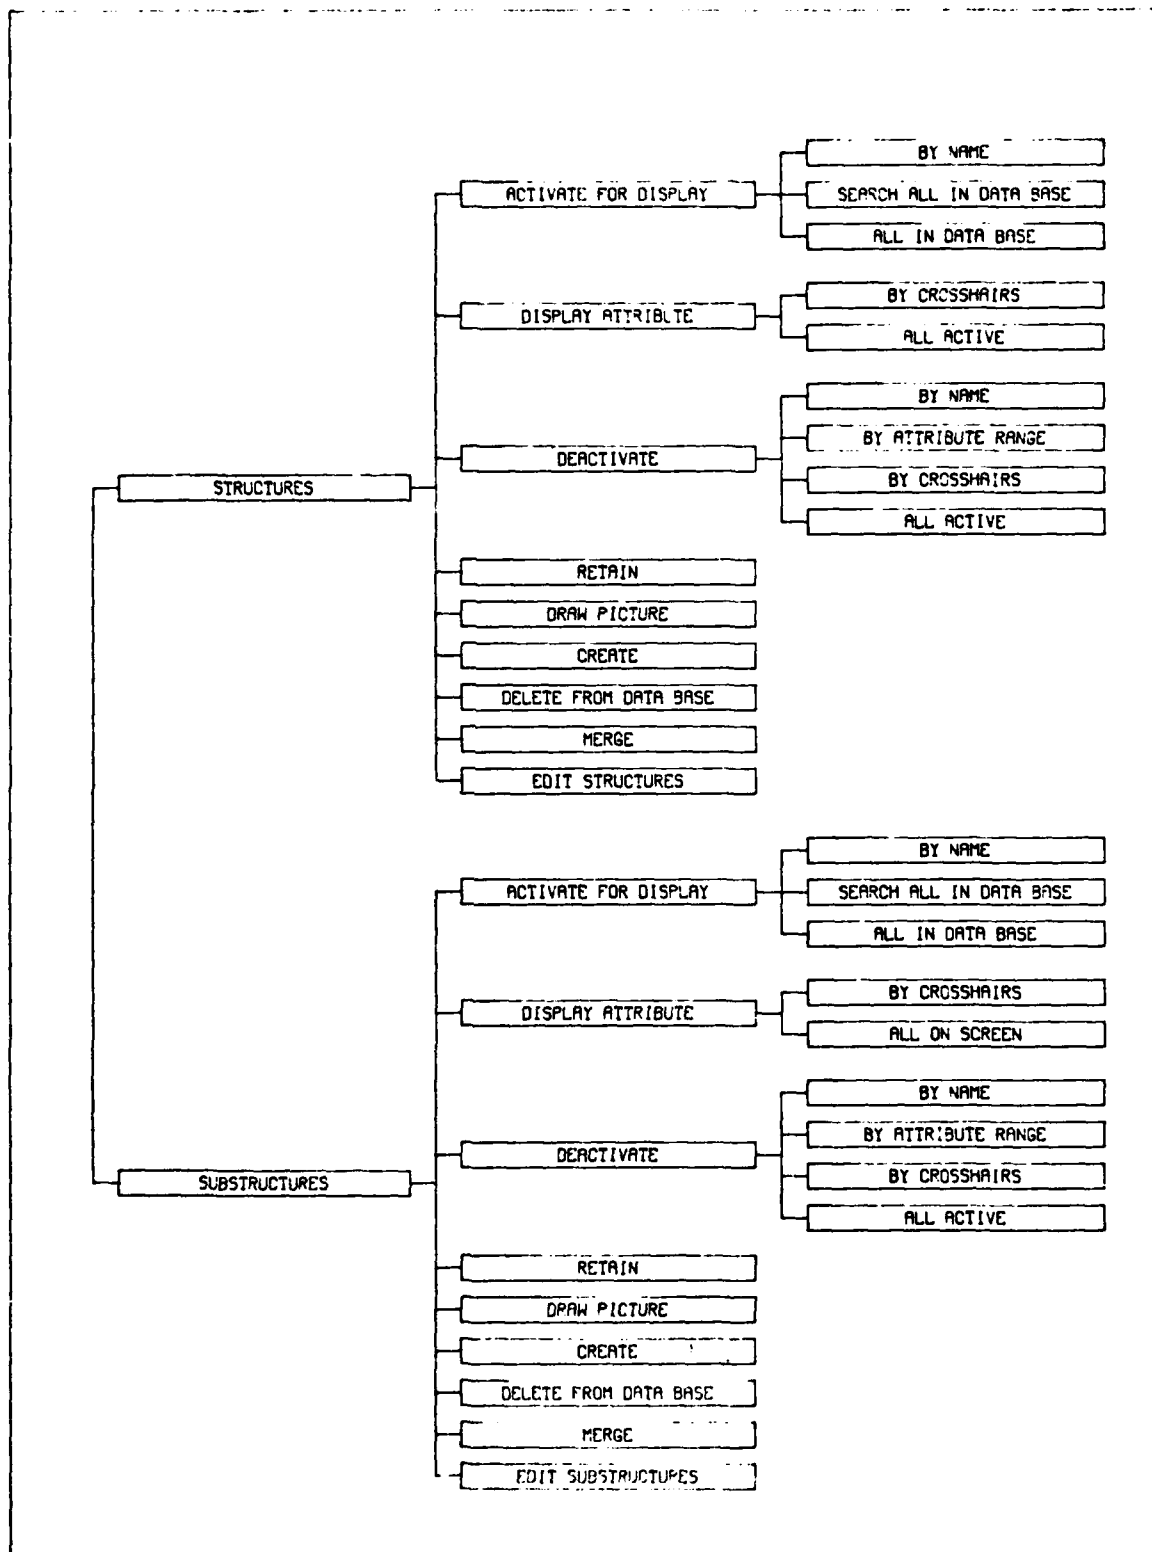 BY NAME
ACTIVATE FOR DISPLAY
SEARCH ALL IN DATA BASE
ALL IN DATA BASE
BY CROSSHAIRS
DISPLAY ATTRIBUTE
ALL ACTIVE
BY NAME
BY ATTRIBUTE RANGE
DEACTIVATE
BY CROSSHAIRS
STRUCTURES
ALL ACTIVE
RETAIN
DRAW PICTURE
CREATE
DELETE FROM DATA BASE
MERGE
EDIT STRUCTURES
BY NAME
ACTIVATE FOR DISPLAY
SEARCH ALL IN DATA BASE
ALL IN DATA BASE
BY CROSSHAIRS
DISPLAY ATTRIBUTE
ALL ON SCREEN
BY NAME
BY ATTRIBUTE RANGE
DEACTIVATE
BY CROSSHAIRS
SUBSTRUCTURES
ALL ACTIVE
RETAIN
DRAW PICTURE
CREATE
DELETE FROM DATA BASE
MERGE
EDIT SUBSTRUCTURES